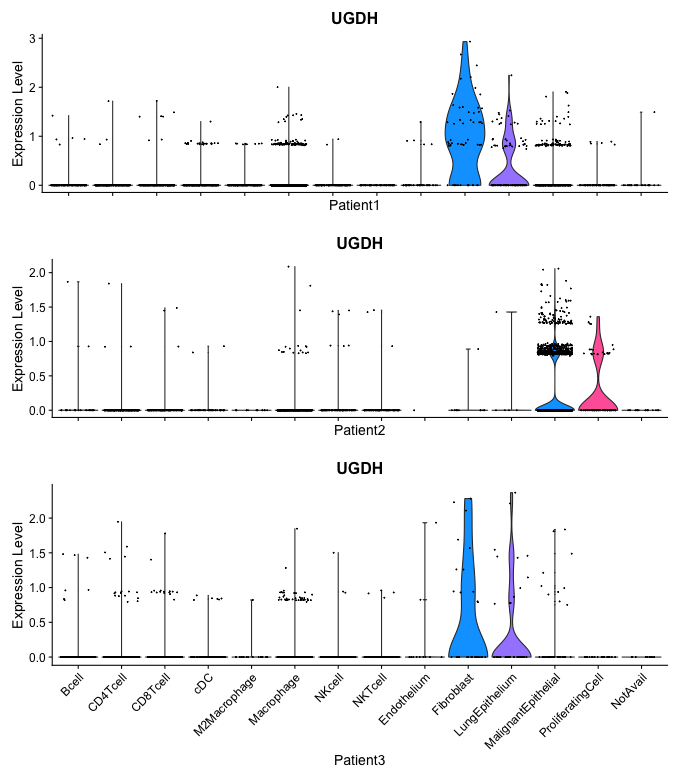 UGDH
Expression Level
3
2
1
0
Patient1
UGDH
Expression Level
2.0
1.5
1.0
0.5
0.0
Patient2
UGDH
Expression Level
2.0
1.5
1.0
0.5
0.0
Bcell
CD4Tcell
CD8Tcell
cDC
M2Macrophage
Macrophage
NKcell
NKTcell
Endothelium
Fibroblast
LungEpithelium
MalignantEpithelial
ProliferatingCell
NotAvail
Patient3